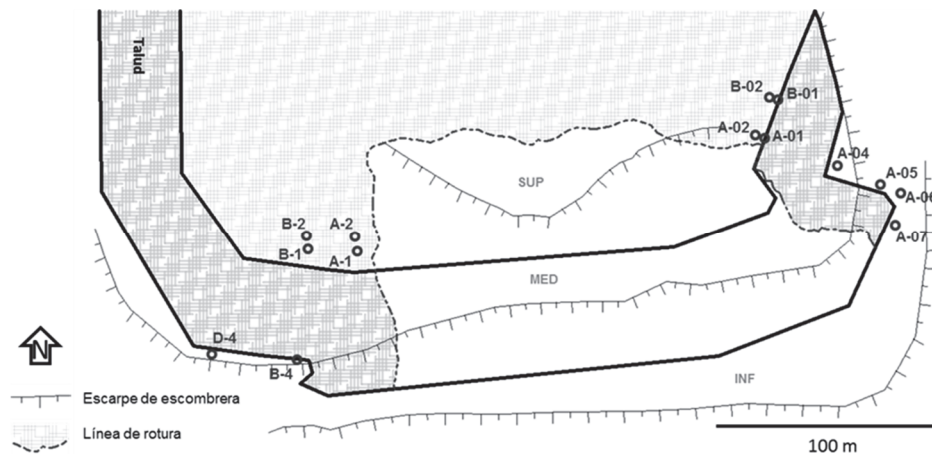 Talud
B-02
B-01
A-02
A-01
A-04
A-05
A-06
A-07
SUP
B-2
A-2
B-1
A-1
MED
D-4
B-4
INF
N
Escarpe de escombrera
Línea de rotura
100 m